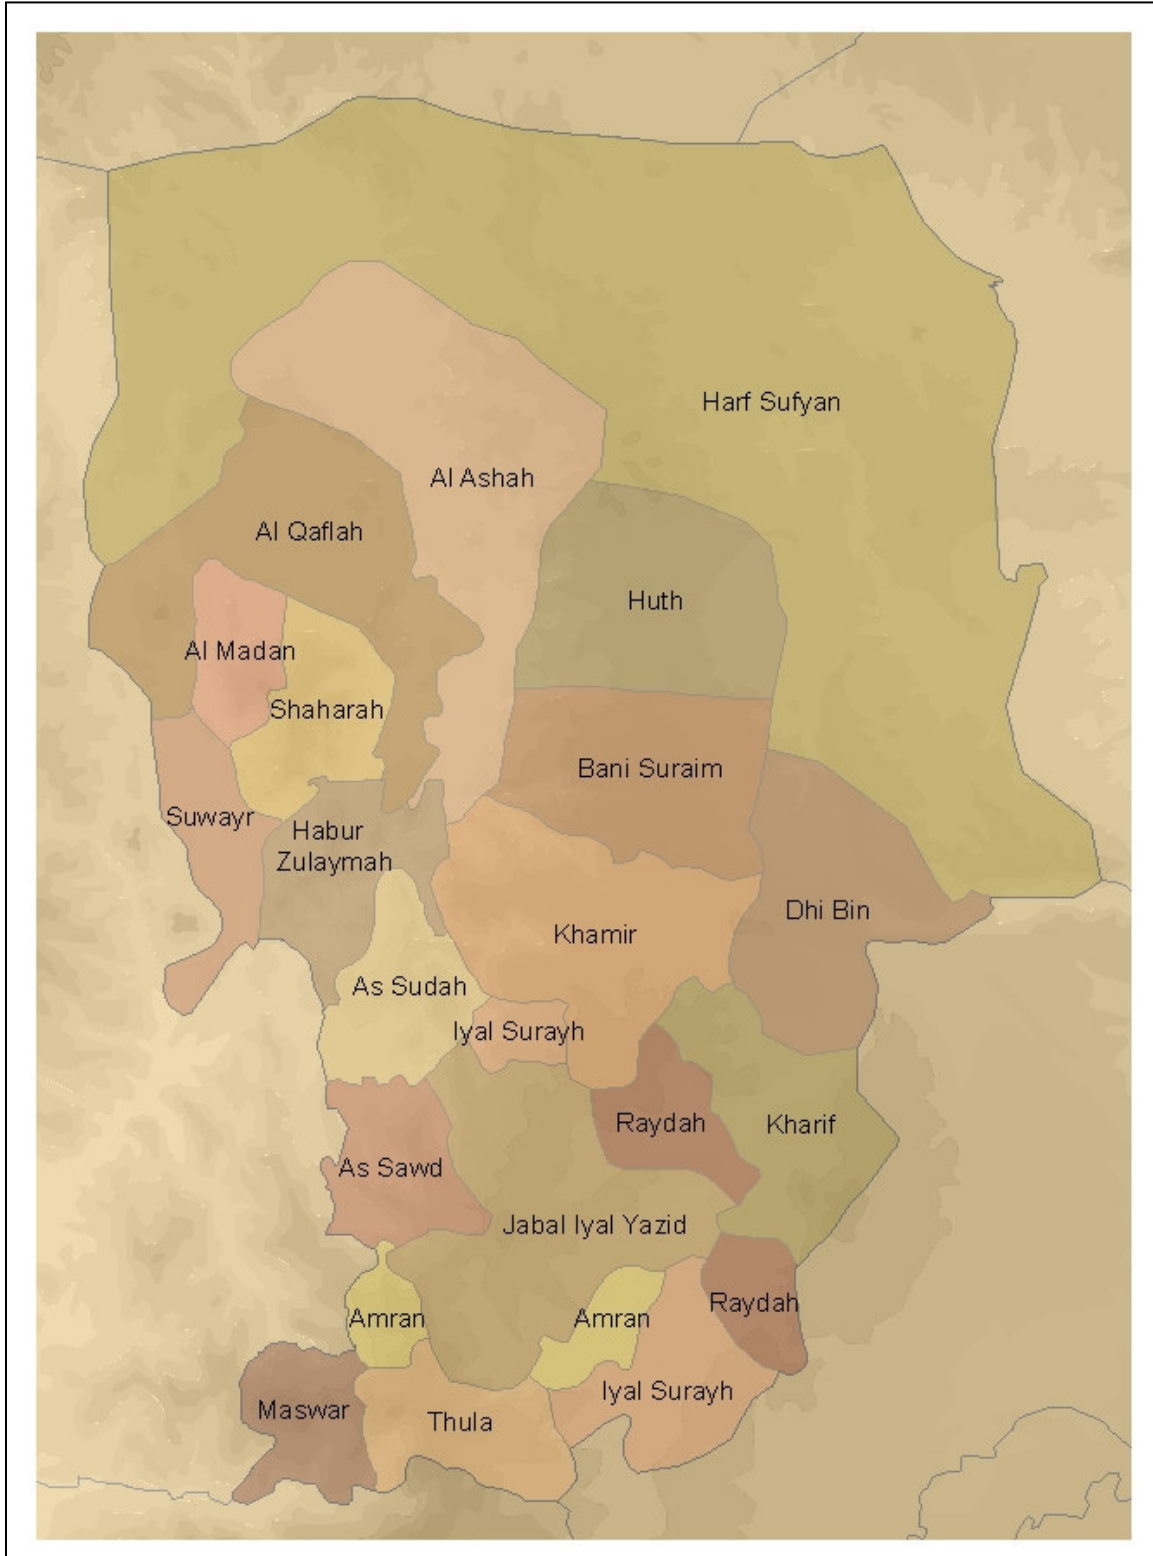 Harf Sufyan
Al Ashah
Al Qaflah
Huth
Al Madan
Shaharah
Bani Suraim
Suwayr
Habur
Zulaymah
Dhi Bin
Khamir
As Sudah
Iyal Surayh
Raydah
Kharif
As Sawd
Jabal Iyal Yazid
Raydah
Amran
Amran
Iyal Surayh
Maswar
Thula